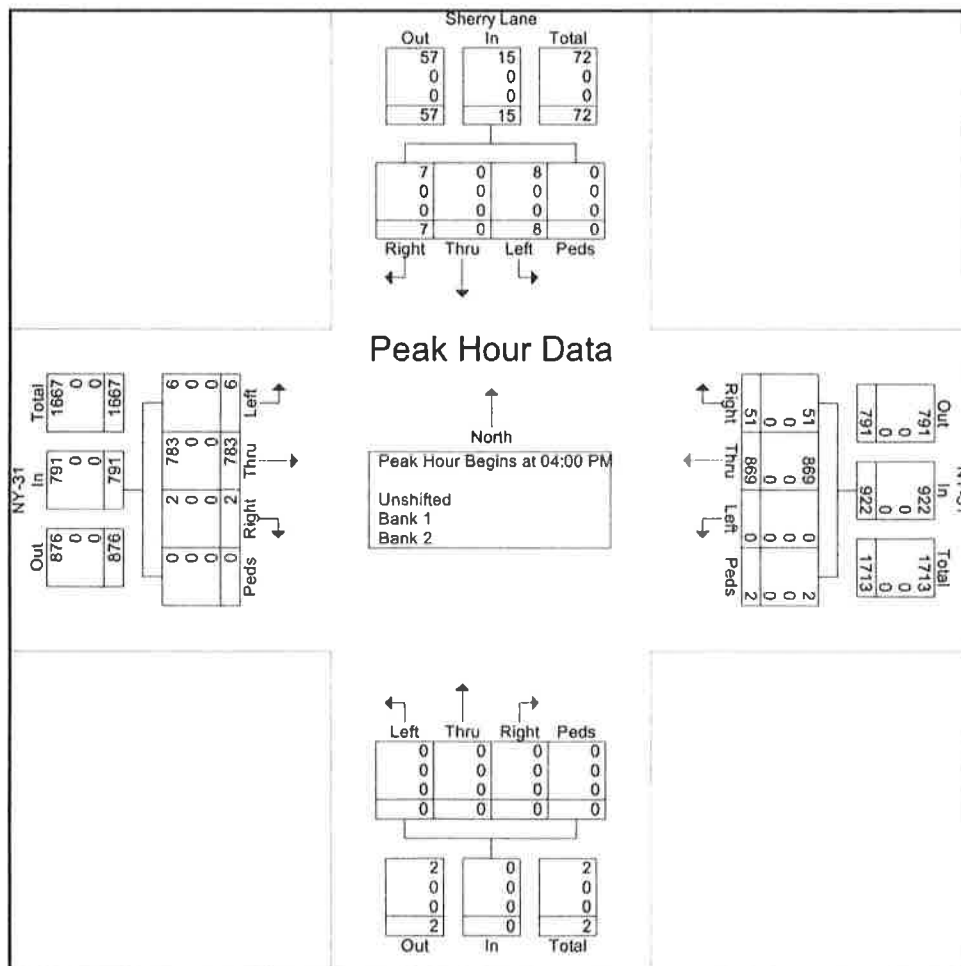 Sherry Lane
Out In Total
57 15 72
0 0 0
0 0 0
57 15 72
7 0 8 0
0 0 0 0
0 0 0 0
7 0 8 0
Right Thru Left Peds
Peak Hour Data
North
Peak Hour Begins at 04:00 PM
Unshifted
Bank 1
Bank 2
NY-31
Total In Out
1667 791 876
0 0 0
0 0 0
1667 791 876
6 783 2 0
0 0 0 0
0 0 0 0
6 783 2 0
Left Thru Right Peds
Right Thru Left Peds
51 869 0 2
0 0 0 0
0 0 0 0
51 869 0 2
791 922 1713
0 0 0
0 0 0
791 922 1713
Out In Total
Left Thru Right Peds
0 0 0 0
0 0 0 0
0 0 0 0
0 0 0 0
2 0 2
0 0 0
0 0 0
2 0 2
Out In Total